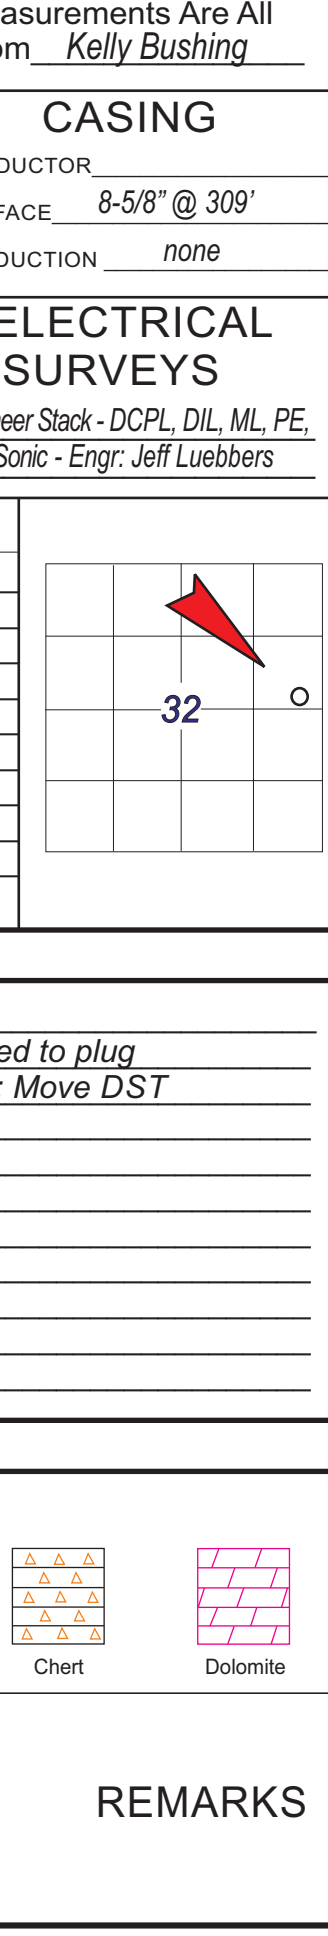 asurements Are All
om Kelly Bushing
CASING
DUCTOR
FACE 8-5/8” @ 309’
DUCTION none
ELECTRICAL
SURVEYS
eer Stack - DCPL, DIL, ML, PE,
Sonic - Engr: Jeff Luebbers
32
ed to plug
: Move DST
Chert Dolomite
REMARKS